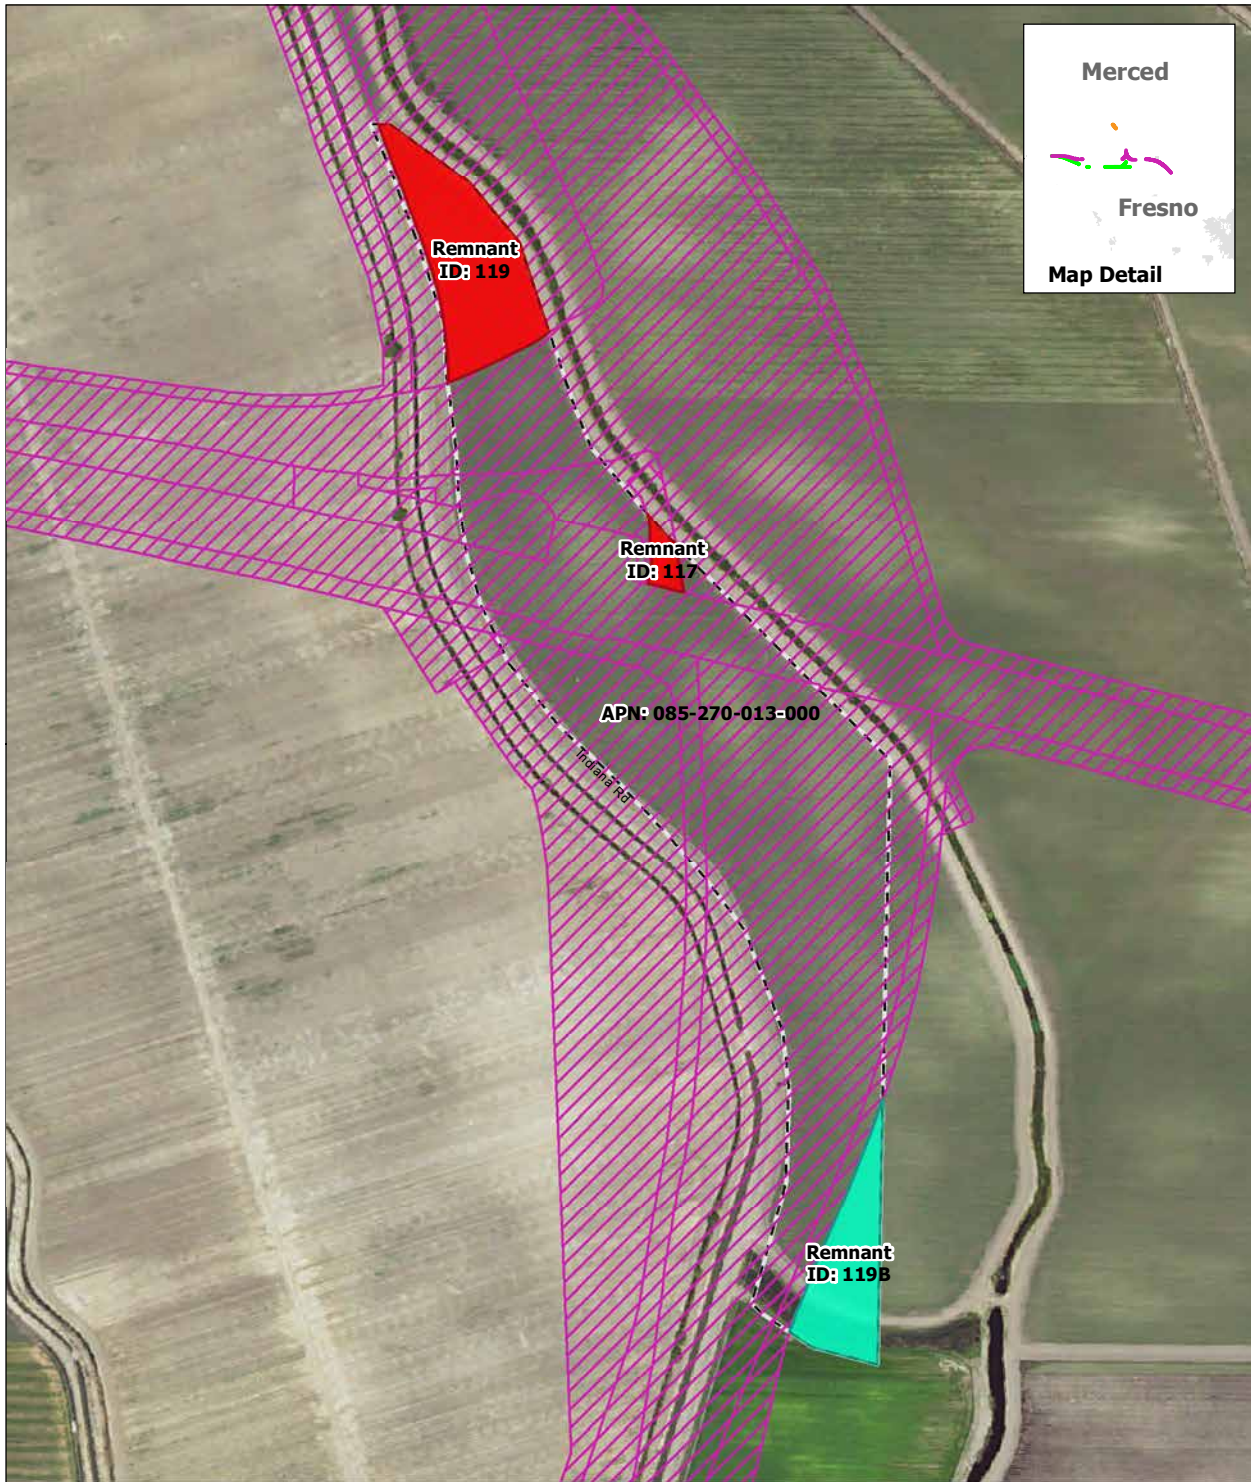 Merced
Fresno
Map Detail
Remnant
ID: 119
Remnant
ID: 117
APN: 085-270-013-000
Indiana Rd
Remnant
ID: 119B